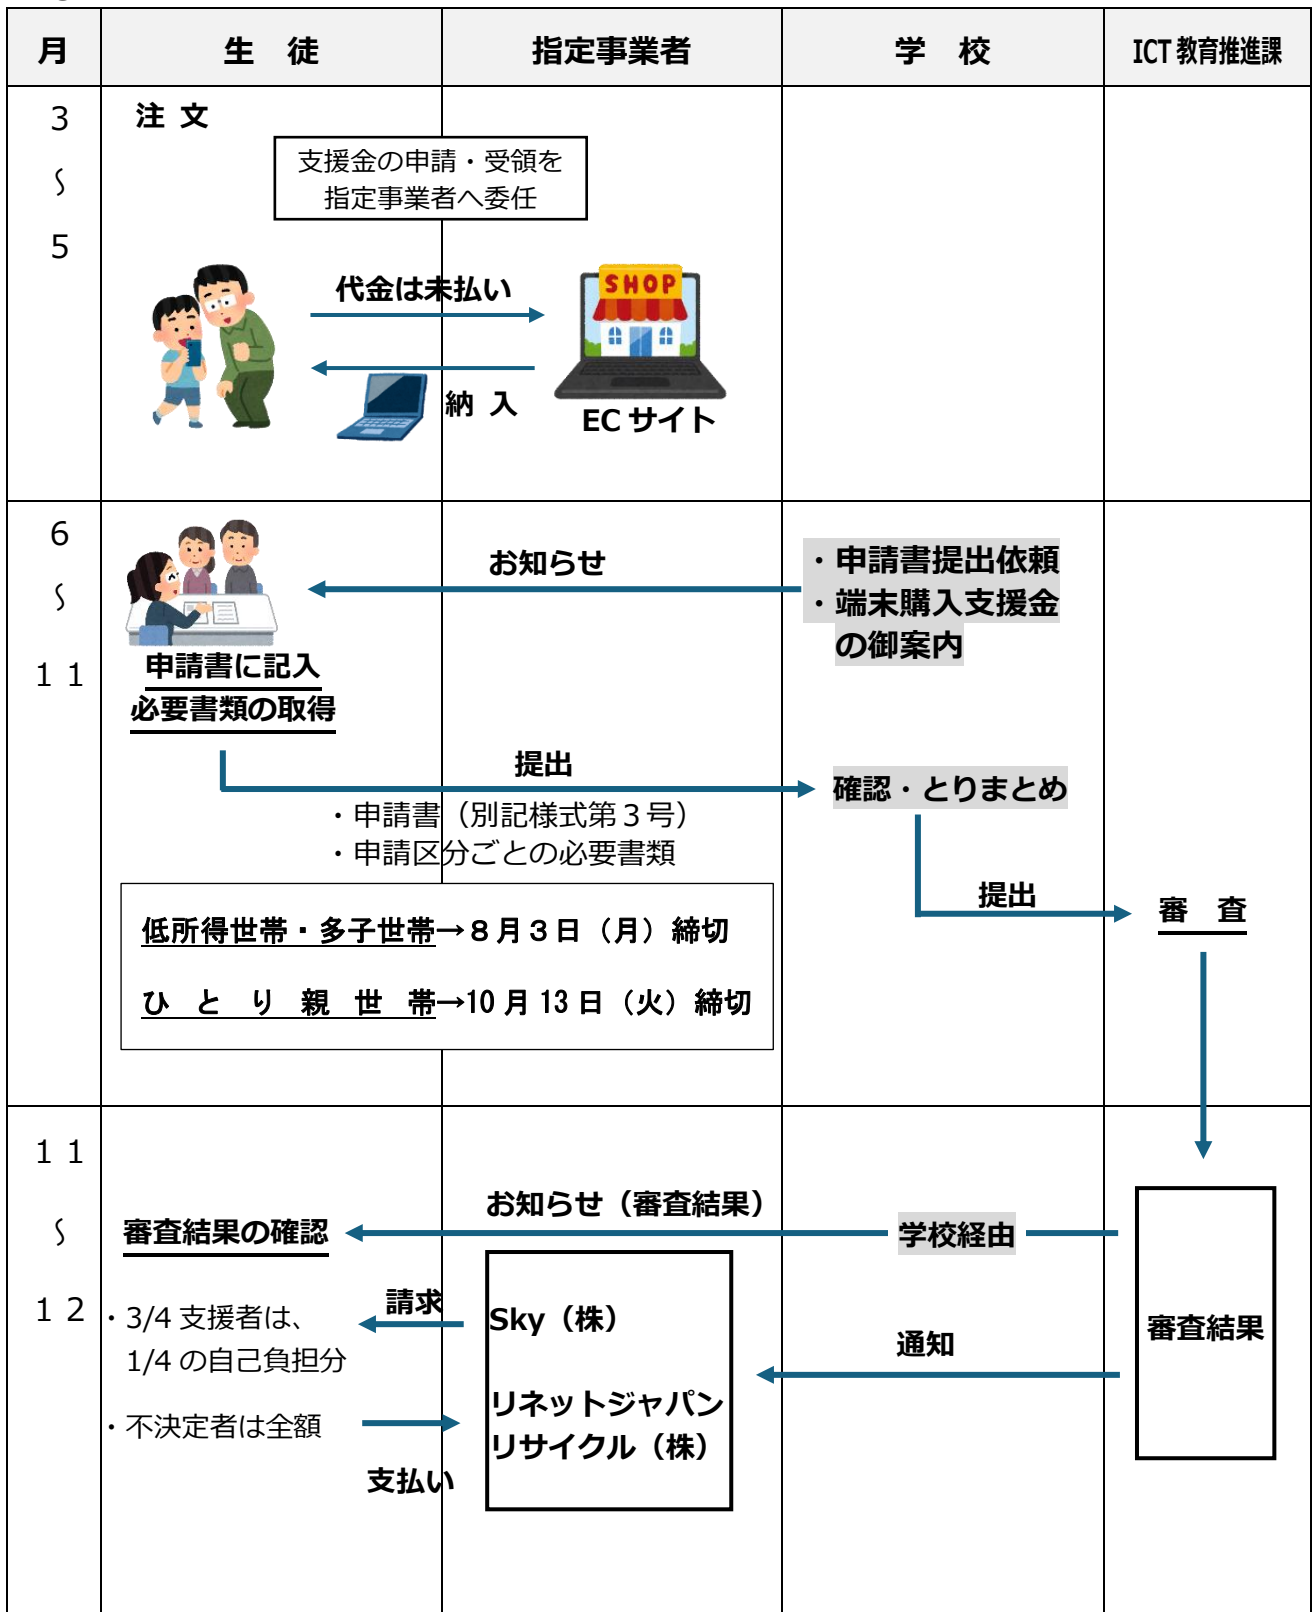 月
生 徒
指定事業者
学 校
ICT教育推進課
3
～
5
注 文
支援金の申請・受領を
指定事業者へ委任
代金は未払い
SHOP
納 入
ECサイト
6
～
11
お知らせ
・申請書提出依頼
・端末購入支援金
の御案内
申請書に記入
必要書類の取得
提出
確認・とりまとめ
・申請書（別記様式第３号）
・申請区分ごとの必要書類
提出
審 査
低所得世帯・多子世帯→８月３日（月）締切
ひ と り 親 世 帯→10月13日（火）締切
11
～
12
お知らせ（審査結果）
審査結果の確認
学校経由
・3/4支援者は、
1/4の自己負担分
・不決定者は全額
請求
支払い
Sky（株）
リネットジャパン
リサイクル（株）
通知
審査結果